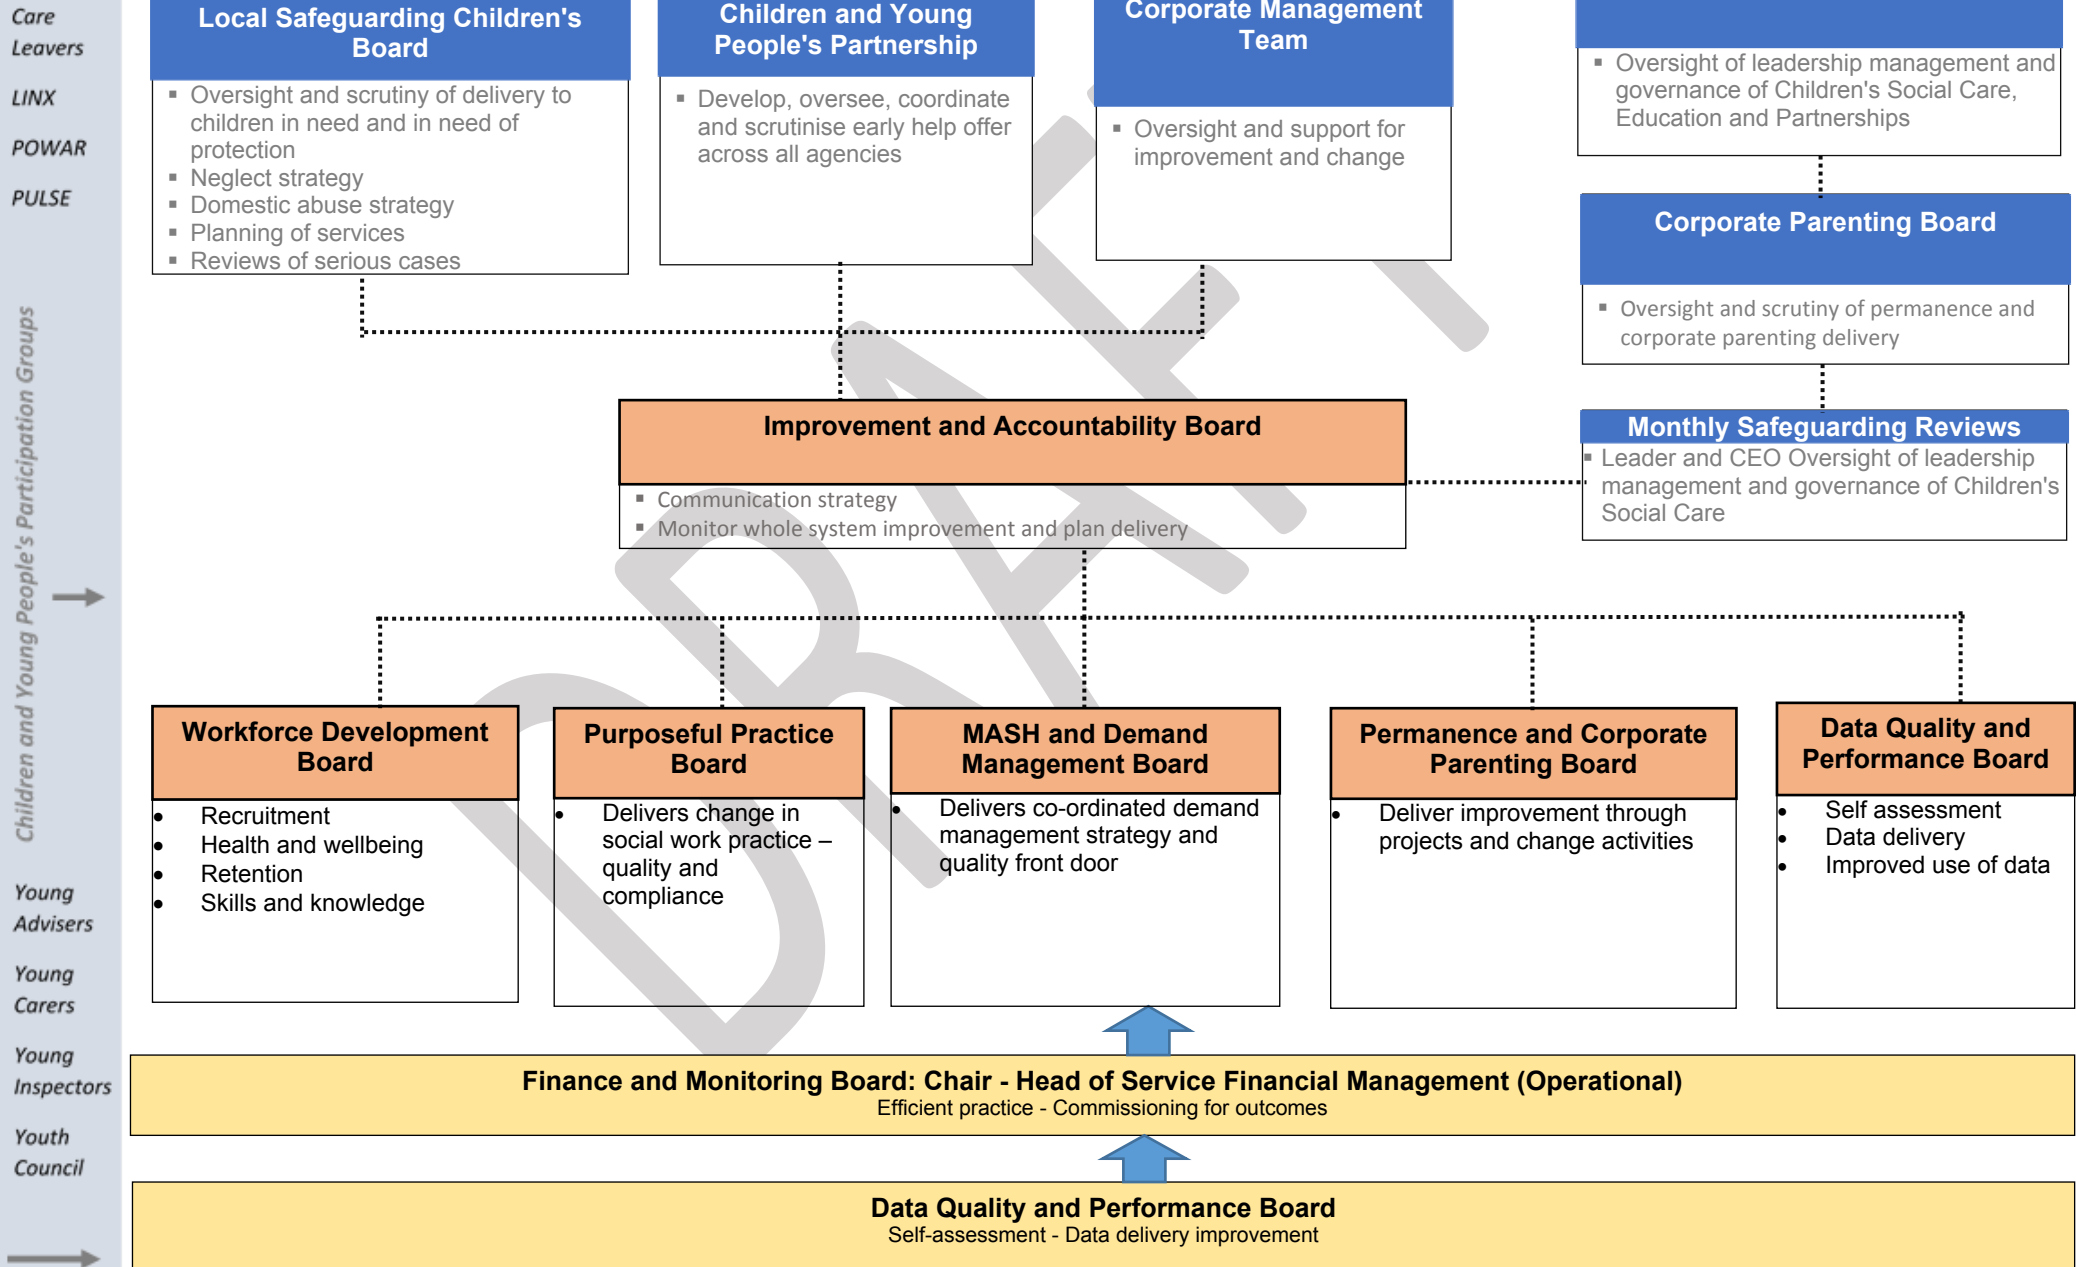 Care
Leavers
LINX
POWAR
PULSE
Children and Young People's Participation Groups
Young
Advisers
Young
Carers
Young
Inspectors
Youth
Council
Local Safeguarding Children's
Board
▪ Oversight and scrutiny of delivery to
children in need and in need of
protection
▪ Neglect strategy
▪ Domestic abuse strategy
▪ Planning of services
▪ Reviews of serious cases
Children and Young
People's Partnership
▪ Develop, oversee, coordinate
and scrutinise early help offer
across all agencies
Corporate Management
Team
▪ Oversight and support for
improvement and change
▪ Oversight of leadership management and
governance of Children's Social Care,
Education and Partnerships
Corporate Parenting Board
▪ Oversight and scrutiny of permanence and
corporate parenting delivery
Monthly Safeguarding Reviews
▪ Leader and CEO Oversight of leadership
management and governance of Children's
Social Care
Improvement and Accountability Board
▪ Communication strategy
▪ Monitor whole system improvement and plan delivery
Workforce Development
Board
• Recruitment
• Health and wellbeing
• Retention
• Skills and knowledge
Purposeful Practice
Board
• Delivers change in
social work practice –
quality and
compliance
MASH and Demand
Management Board
• Delivers co-ordinated demand
management strategy and
quality front door
Permanence and Corporate
Parenting Board
• Deliver improvement through
projects and change activities
Data Quality and
Performance Board
• Self assessment
• Data delivery
• Improved use of data
Finance and Monitoring Board: Chair - Head of Service Financial Management (Operational)
Efficient practice - Commissioning for outcomes
Data Quality and Performance Board
Self-assessment - Data delivery improvement
DRAFT